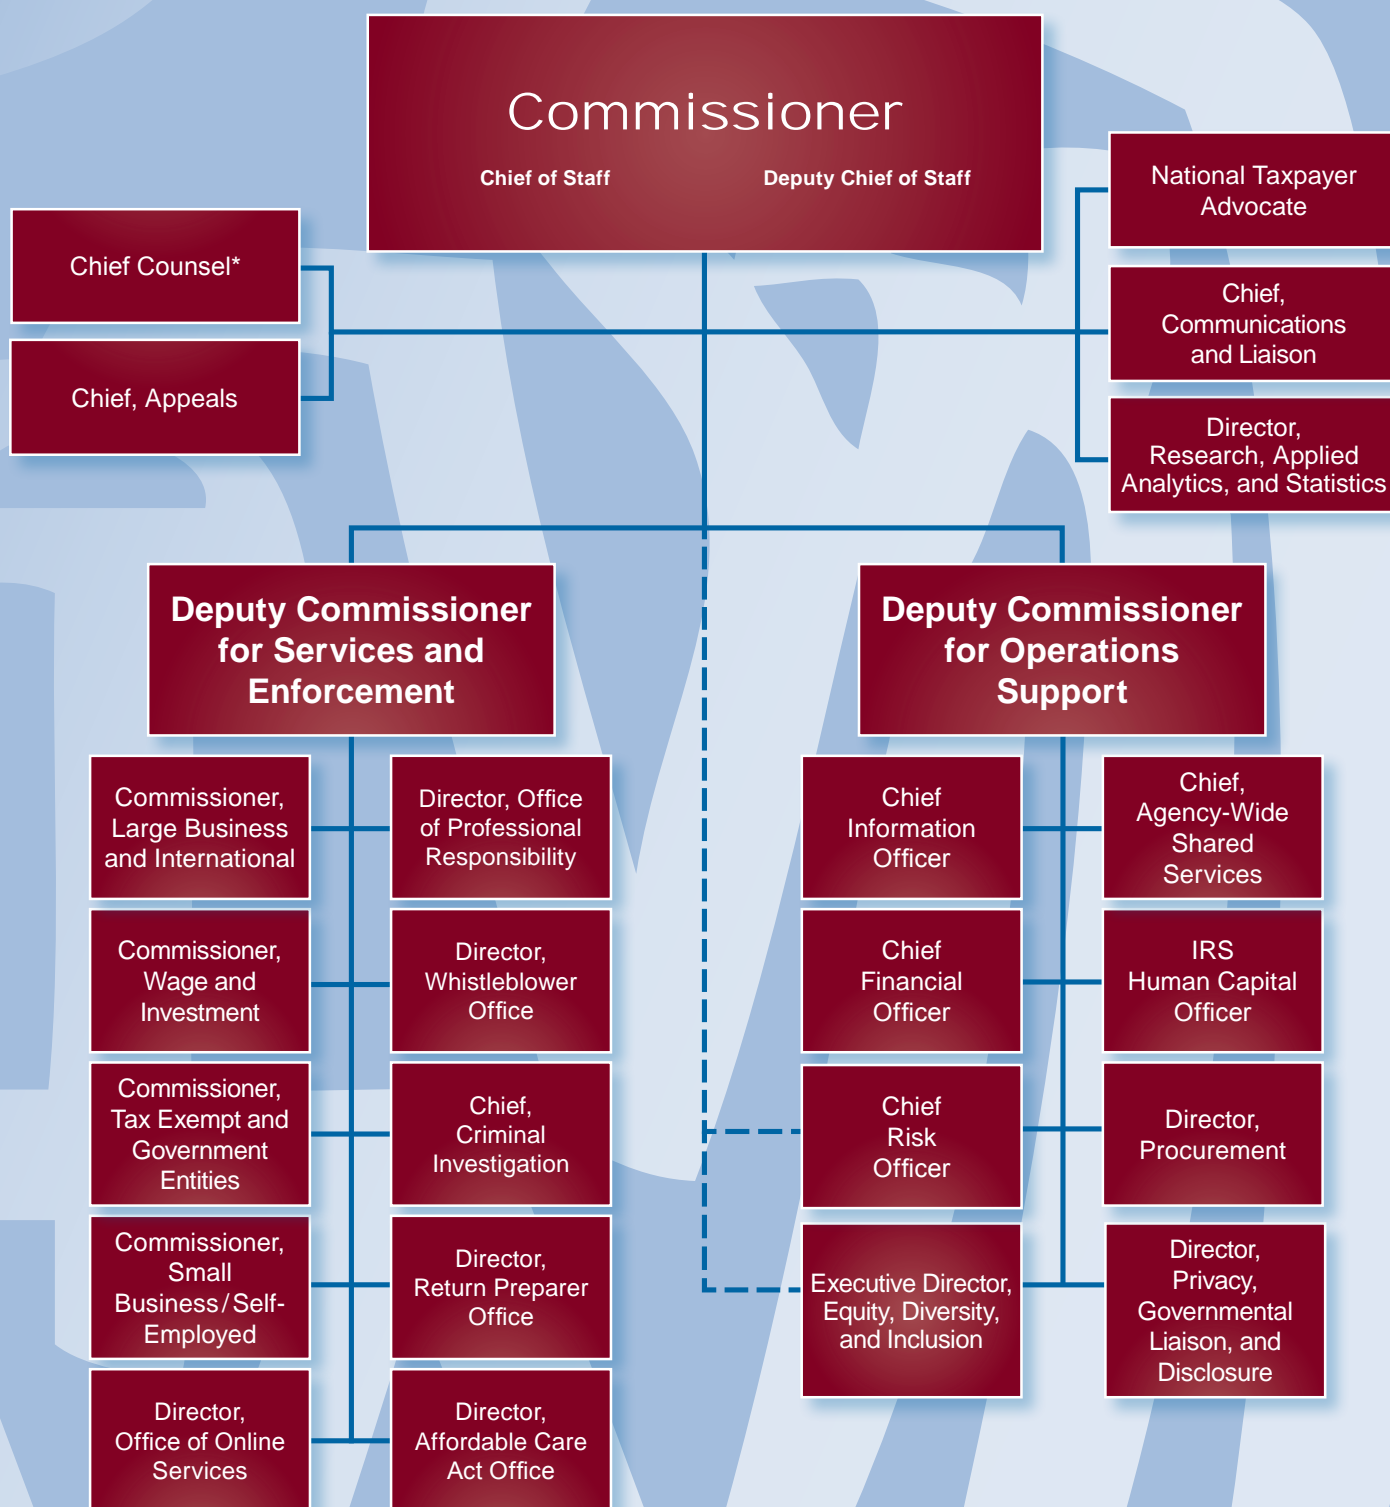 Commissioner
Chief of Staff
Deputy Chief of Staff
National Taxpayer
Advocate
Chief Counsel*
Chief,
Communications
and Liaison
Chief, Appeals
Director,
Research, Applied
Analytics, and Statistics
Deputy Commissioner
for Services and
Enforcement
Deputy Commissioner
for Operations
Support
Commissioner,
Large Business
and International
Director, Office
of Professional
Responsibility
Chief
Information
Officer
Chief,
Agency-Wide
Shared
Services
Commissioner,
Wage and
Investment
Director,
Whistleblower
Office
Chief
Financial
Officer
IRS
Human Capital
Officer
Commissioner,
Tax Exempt and
Government
Entities
Chief,
Criminal
Investigation
Chief
Risk
Officer
Director,
Procurement
Commissioner,
Small
Business/Self-
Employed
Director,
Return Preparer
Office
Executive Director,
Equity, Diversity,
and Inclusion
Director,
Privacy,
Governmental
Liaison, and
Disclosure
Director,
Office of Online
Services
Director,
Affordable Care
Act Office